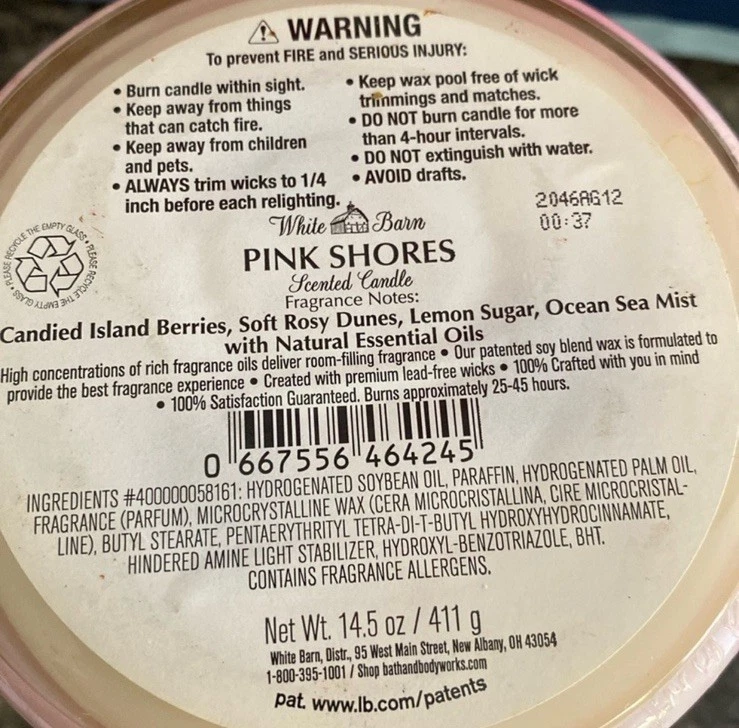 ⚠ WARNING
To prevent FIRE and SERIOUS INJURY:
• Burn candle within sight.
• Keep away from things
that can catch fire.
• Keep away from children
and pets.
• ALWAYS trim wicks to 1/4
inch before each relighting.
• Keep wax pool free of wick
trimmings and matches.
• DO NOT burn candle for more
than 4-hour intervals.
• DO NOT extinguish with water.
• AVOID drafts.
2046AG12
00:37
PLEASE RECYCLE THE EMPTY GLASS • PLEASE RECYCLE THE EMPTY GLASS •
White Barn
PINK SHORES
Scented Candle
Fragrance Notes:
Candied Island Berries, Soft Rosy Dunes, Lemon Sugar, Ocean Sea Mist
with Natural Essential Oils
High concentrations of rich fragrance oils deliver room-filling fragrance • Our patented soy blend wax is formulated to
provide the best fragrance experience • Created with premium lead-free wicks • 100% Crafted with you in mind
• 100% Satisfaction Guaranteed. Burns approximately 25-45 hours.
0 667556 464245
INGREDIENTS #400000058161: HYDROGENATED SOYBEAN OIL, PARAFFIN, HYDROGENATED PALM OIL,
FRAGRANCE (PARFUM), MICROCRYSTALLINE WAX (CERA MICROCRISTALLINA, CIRE MICROCRISTAL-
LINE), BUTYL STEARATE, PENTAERYTHRITYL TETRA-DI-T-BUTYL HYDROXYHYDROCINNAMATE,
HINDERED AMINE LIGHT STABILIZER, HYDROXYL-BENZOTRIAZOLE, BHT.
CONTAINS FRAGRANCE ALLERGENS.
Net Wt. 14.5 oz / 411 g
White Barn, Distr., 95 West Main Street, New Albany, OH 43054
1-800-395-1001 / Shop bathandbodyworks.com
Pat. www.lb.com/patents